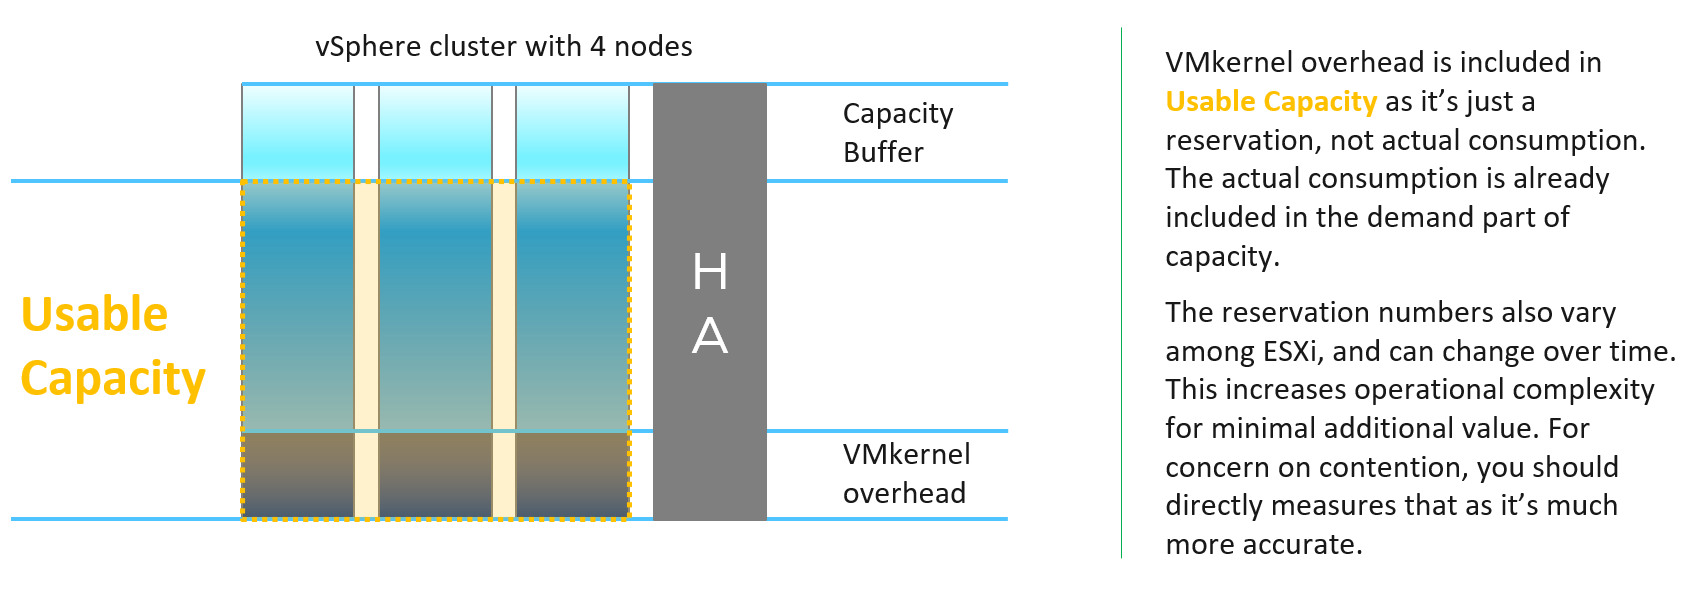 vSphere cluster with 4 nodes
Capacity
Buffer
Usable
Capacity
H
A
VMkernel
overhead
VMkernel overhead is included in
Usable Capacity as it’s just a
reservation, not actual consumption.
The actual consumption is already
included in the demand part of
capacity.
The reservation numbers also vary
among ESXi, and can change over time.
This increases operational complexity
for minimal additional value. For
concern on contention, you should
directly measures that as it’s much
more accurate.